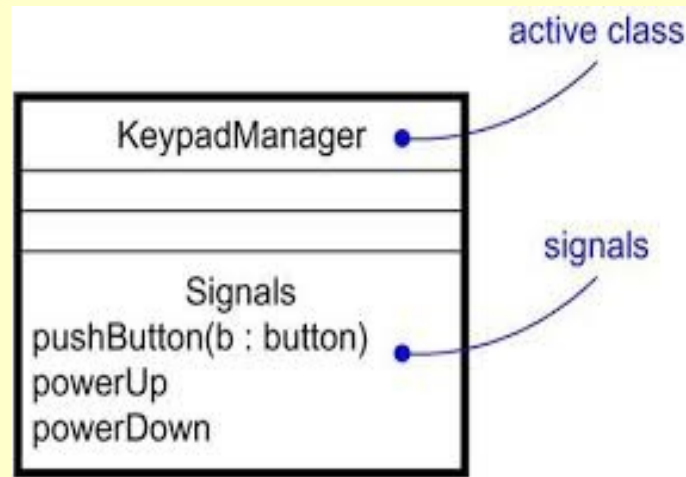 active class
KeypadManager
signals
Signals
pushButton(b : button)
powerUp
powerDown